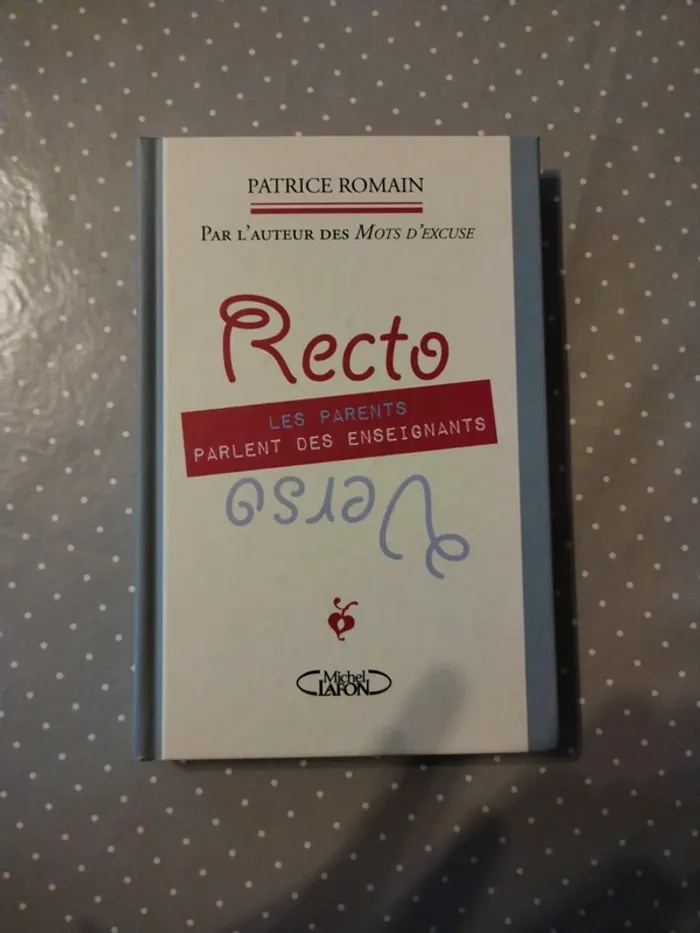 PATRICE ROMAIN
PAR L'AUTEUR DES MOTS D'EXCUSE
Recto
LES PARENTS
PARLENT DES ENSEIGNANTS
Verso
Michel
LAFON